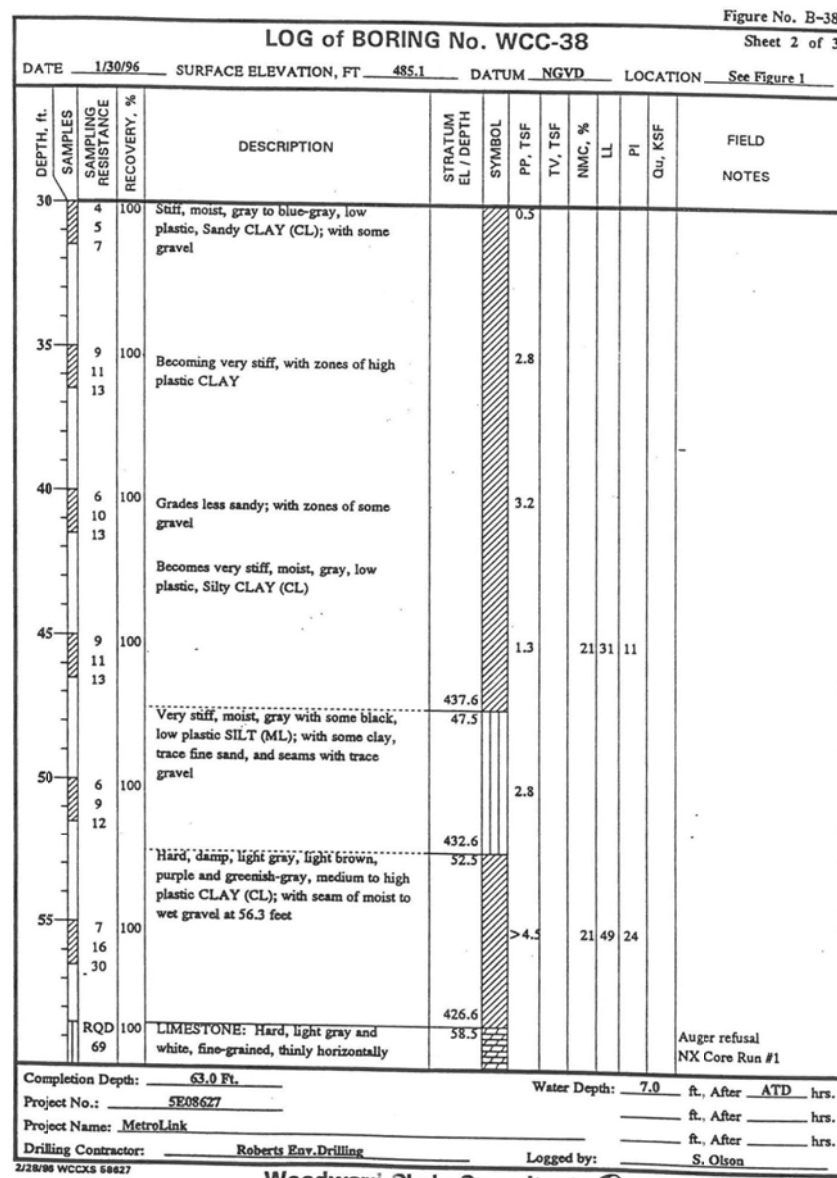 Figure No. B-38
LOG of BORING No. WCC-38
Sheet 2 of 3
DATE 1/30/96 SURFACE ELEVATION, FT 485.1 DATUM NGVD LOCATION See Figure 1
DEPTH, ft.
SAMPLES
SAMPLING RESISTANCE
RECOVERY, %
DESCRIPTION
STRATUM EL / DEPTH
SYMBOL
PP, TSF
TV, TSF
NMC, %
LL
PI
Qu, KSF
FIELD
NOTES
30 4 100 Stiff, moist, gray to blue-gray, low 0.5
5 plastic, Sandy CLAY (CL); with some
7 gravel
35 9 100 Becoming very stiff, with zones of high 2.8
11 plastic CLAY
13
40 6 100 Grades less sandy; with zones of some 3.2
10 gravel
13
Becomes very stiff, moist, gray, low
plastic, Silty CLAY (CL)
45 9 100 1.3 21 31 11
11
13
437.6
Very stiff, moist, gray with some black, 47.5
low plastic SILT (ML); with some clay,
trace fine sand, and seams with trace
gravel
50 6 100 2.8
9
12
432.6
Hard, damp, light gray, light brown, 52.5
purple and greenish-gray, medium to high
plastic CLAY (CL); with seam of moist to
wet gravel at 56.3 feet
55 7 100 >4.5 21 49 24
16
30
426.6
RQD 100 LIMESTONE: Hard, light gray and 58.5 Auger refusal
69 white, fine-grained, thinly horizontally NX Core Run #1
Completion Depth: 63.0 Ft. Water Depth: 7.0 ft., After ATD hrs.
Project No.: 5E08627 ft., After hrs.
Project Name: MetroLink ft., After hrs.
Drilling Contractor: Roberts Env.Drilling Logged by: S. Olson
2/28/96 WCCXS 58627